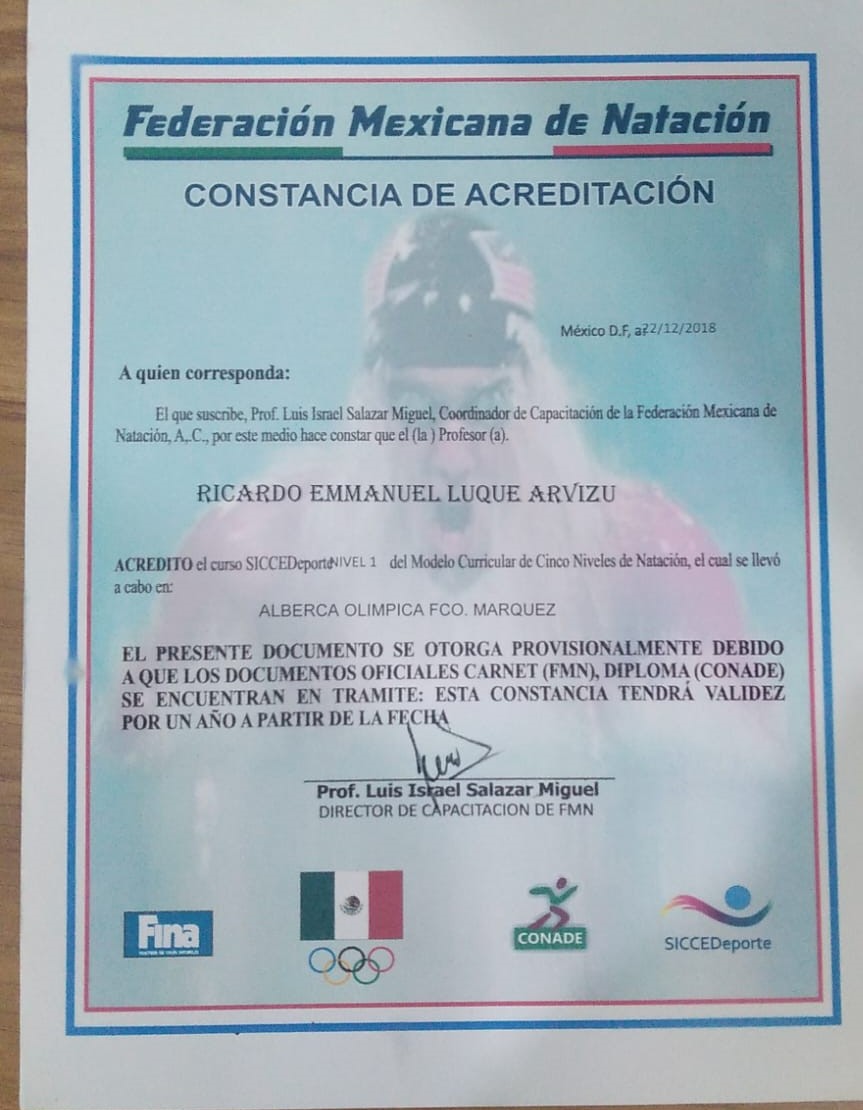 Federación Mexicana de Natación
CONSTANCIA DE ACREDITACIÓN
México D.F, a 22/12/2018
A quien corresponda:
El que suscribe, Prof. Luis Israel Salazar Miguel, Coordinador de Capacitación de la Federación Mexicana de
Natación, A,.C., por este medio hace constar que el (la ) Profesor (a).
RICARDO EMMANUEL LUQUE ARVIZU
ACREDITO el curso SICCEDeporte NIVEL 1 del Modelo Curricular de Cinco Niveles de Natación, el cual se llevó
a cabo en:
ALBERCA OLIMPICA FCO. MARQUEZ
EL PRESENTE DOCUMENTO SE OTORGA PROVISIONALMENTE DEBIDO
A QUE LOS DOCUMENTOS OFICIALES CARNET (FMN), DIPLOMA (CONADE)
SE ENCUENTRAN EN TRAMITE: ESTA CONSTANCIA TENDRÁ VALIDEZ
POR UN AÑO A PARTIR DE LA FECHA
Prof. Luis Israel Salazar Miguel
DIRECTOR DE CAPACITACION DE FMN
Fina
CONADE
SICCEDeporte